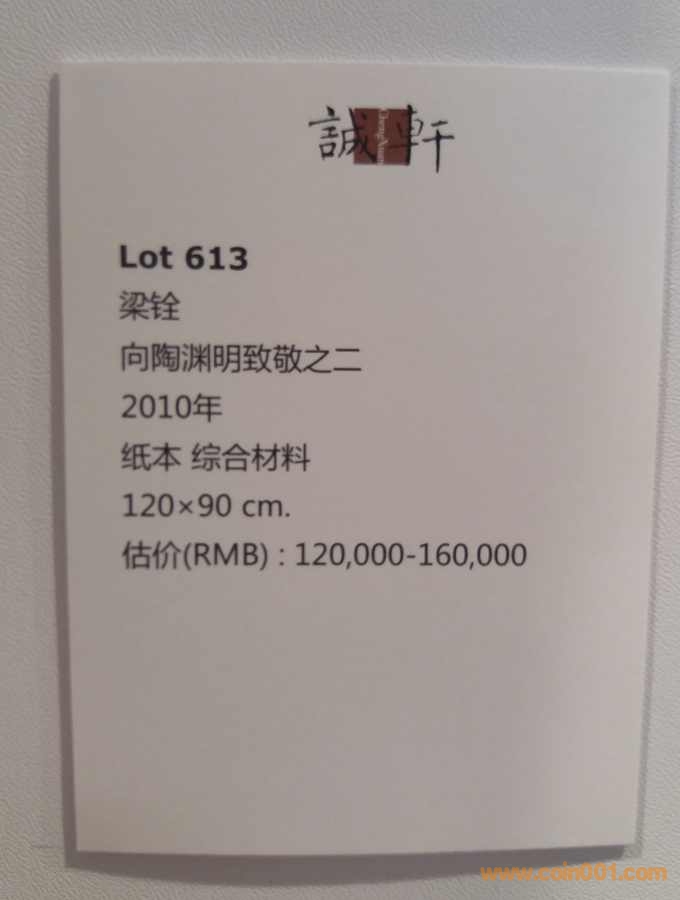 誠軒
ChengXuan
Lot 613
梁铨
向陶渊明致敬之二
2010年
纸本 综合材料
120×90 cm.
估价(RMB) : 120,000-160,000
www.coin001.com